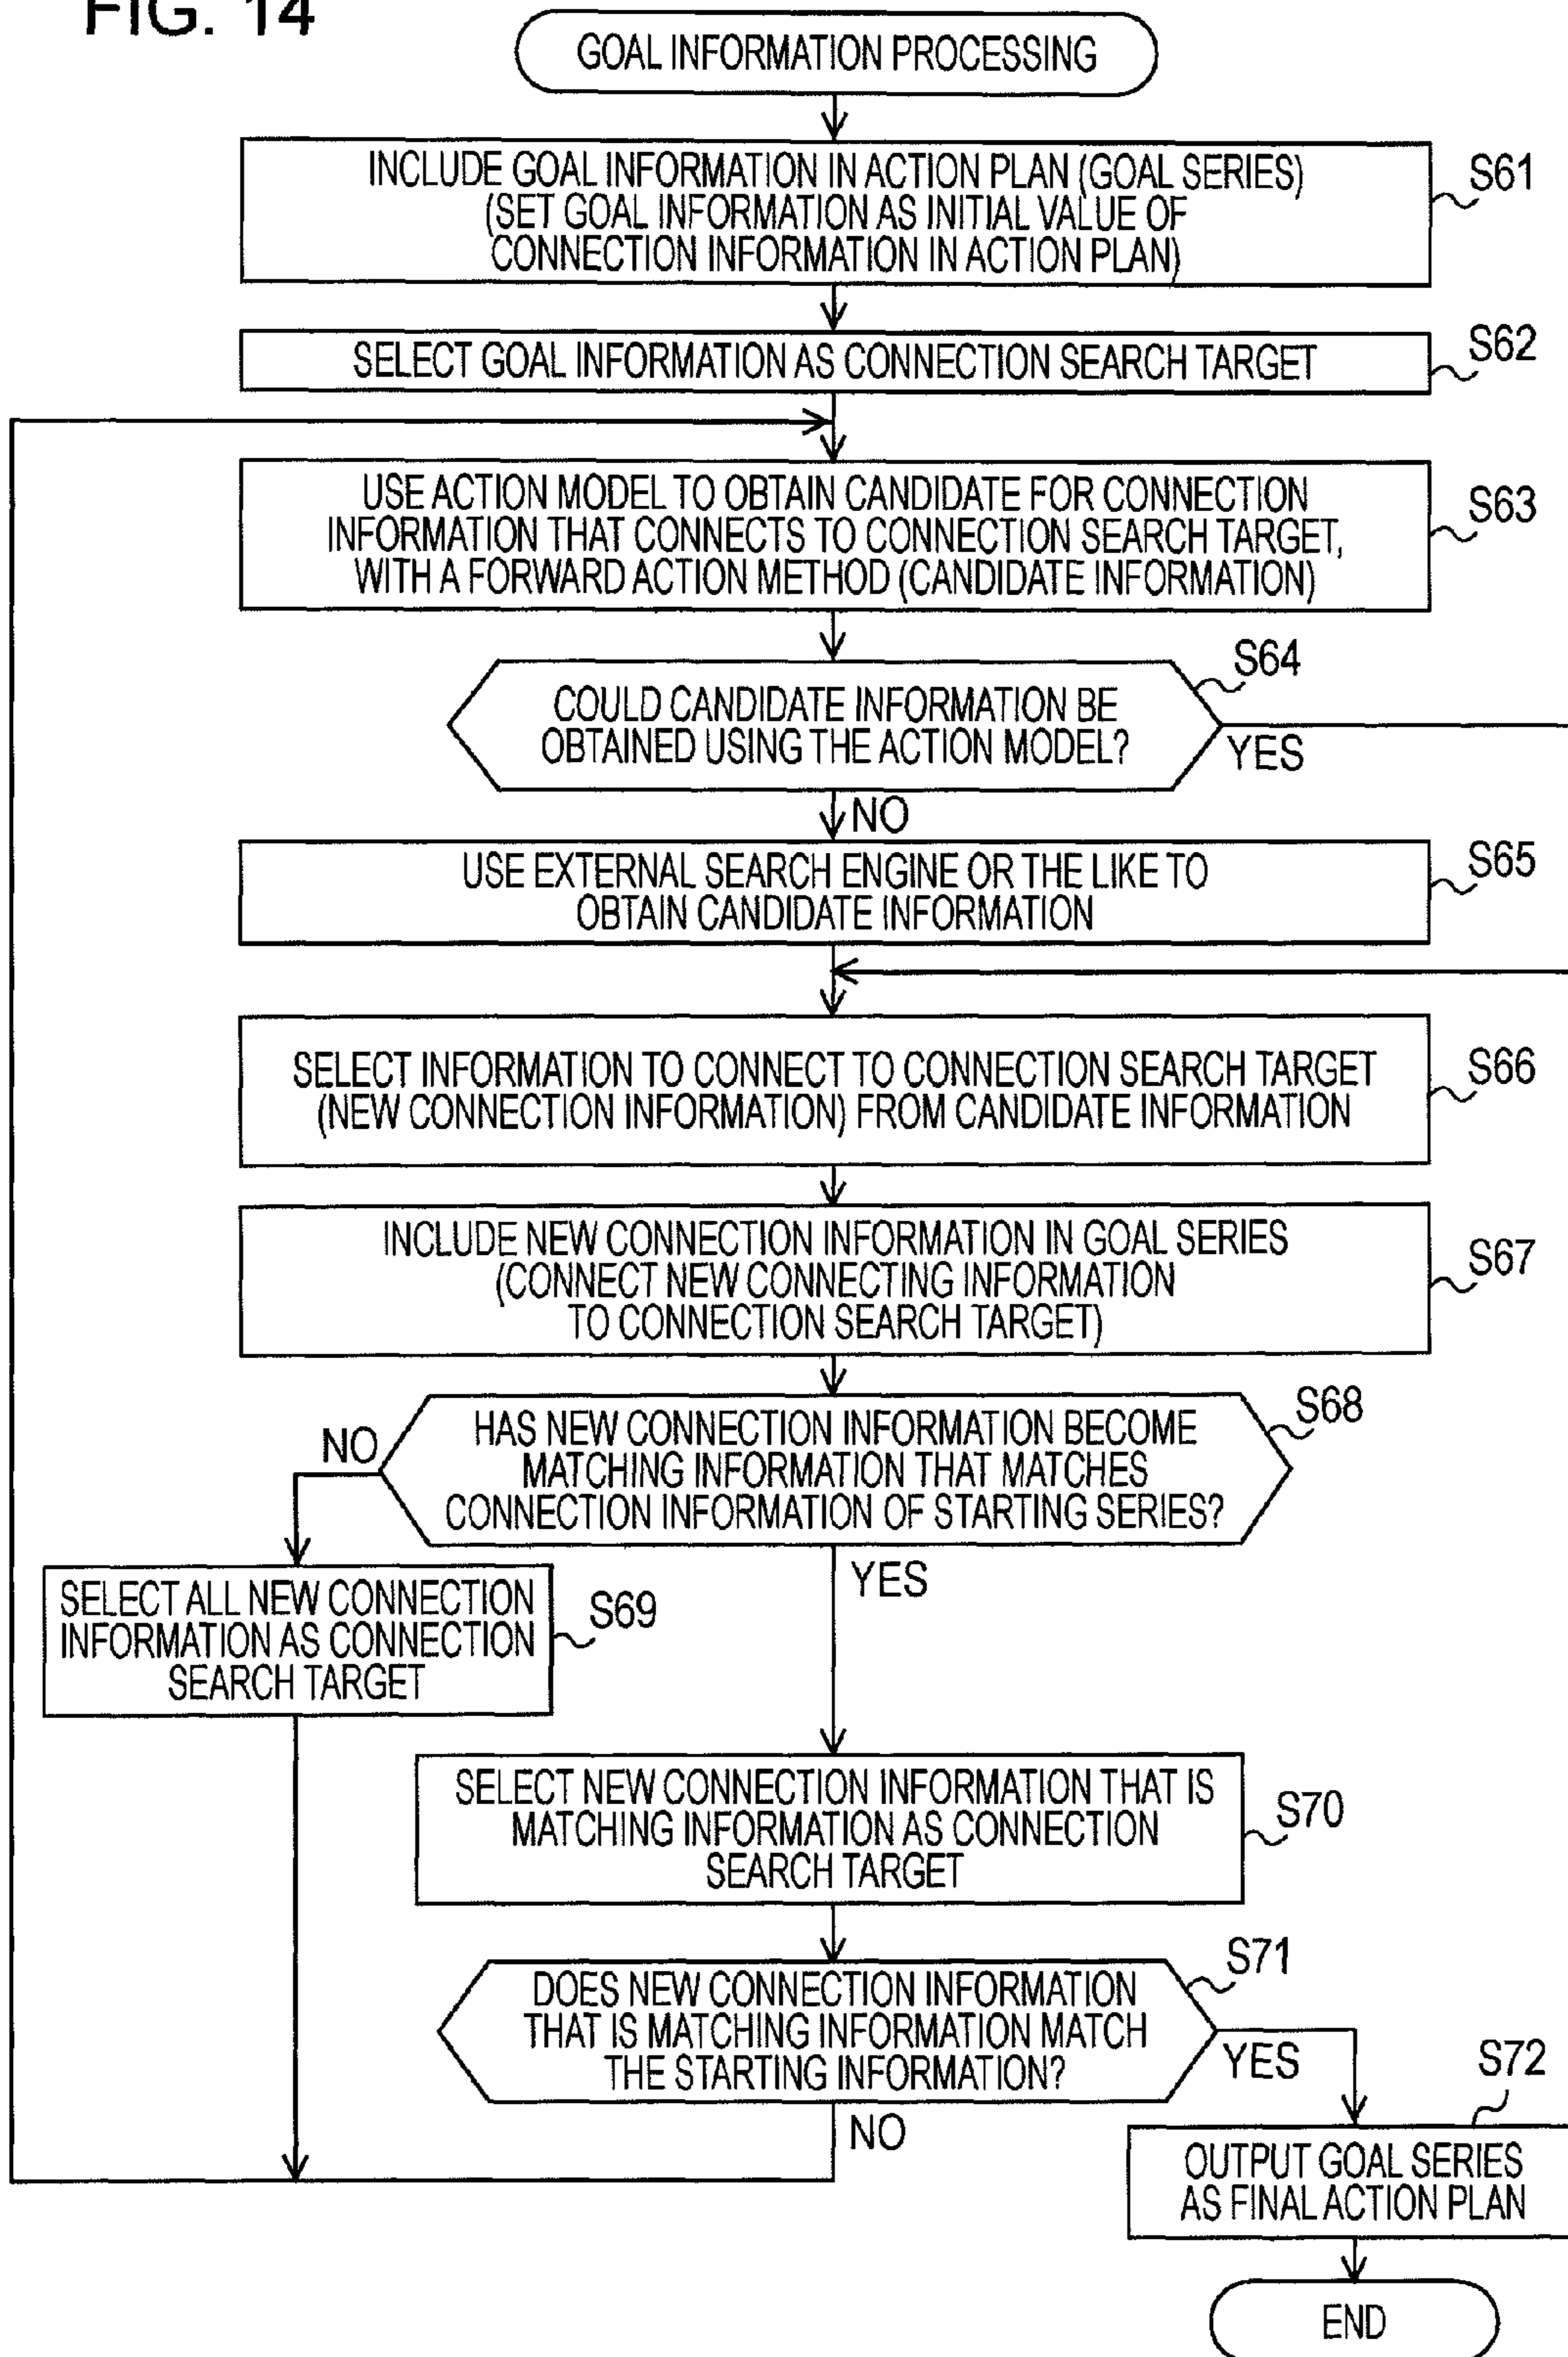 FIG. 14
GOAL INFORMATION PROCESSING
INCLUDE GOAL INFORMATION IN ACTION PLAN (GOAL SERIES)
(SET GOAL INFORMATION AS INITIAL VALUE OF
CONNECTION INFORMATION IN ACTION PLAN)
S61
SELECT GOAL INFORMATION AS CONNECTION SEARCH TARGET
S62
USE ACTION MODEL TO OBTAIN CANDIDATE FOR CONNECTION
INFORMATION THAT CONNECTS TO CONNECTION SEARCH TARGET,
WITH A FORWARD ACTION METHOD (CANDIDATE INFORMATION)
S63
S64
COULD CANDIDATE INFORMATION BE
OBTAINED USING THE ACTION MODEL?
YES
NO
USE EXTERNAL SEARCH ENGINE OR THE LIKE TO
OBTAIN CANDIDATE INFORMATION
S65
SELECT INFORMATION TO CONNECT TO CONNECTION SEARCH TARGET
(NEW CONNECTION INFORMATION) FROM CANDIDATE INFORMATION
S66
INCLUDE NEW CONNECTION INFORMATION IN GOAL SERIES
(CONNECT NEW CONNECTING INFORMATION
TO CONNECTION SEARCH TARGET)
S67
S68
HAS NEW CONNECTION INFORMATION BECOME
MATCHING INFORMATION THAT MATCHES
CONNECTION INFORMATION OF STARTING SERIES?
NO
YES
SELECT ALL NEW CONNECTION
INFORMATION AS CONNECTION
SEARCH TARGET
S69
SELECT NEW CONNECTION INFORMATION THAT IS
MATCHING INFORMATION AS CONNECTION
SEARCH TARGET
S70
S71
DOES NEW CONNECTION INFORMATION
THAT IS MATCHING INFORMATION MATCH
THE STARTING INFORMATION?
YES
NO
S72
OUTPUT GOAL SERIES
AS FINAL ACTION PLAN
END